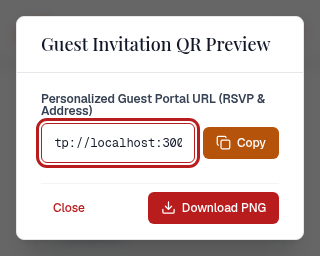 Guest Invitation QR Preview
Personalized Guest Portal URL (RSVP &
Address)
tp://localhost:300
Copy
Close
Download PNG